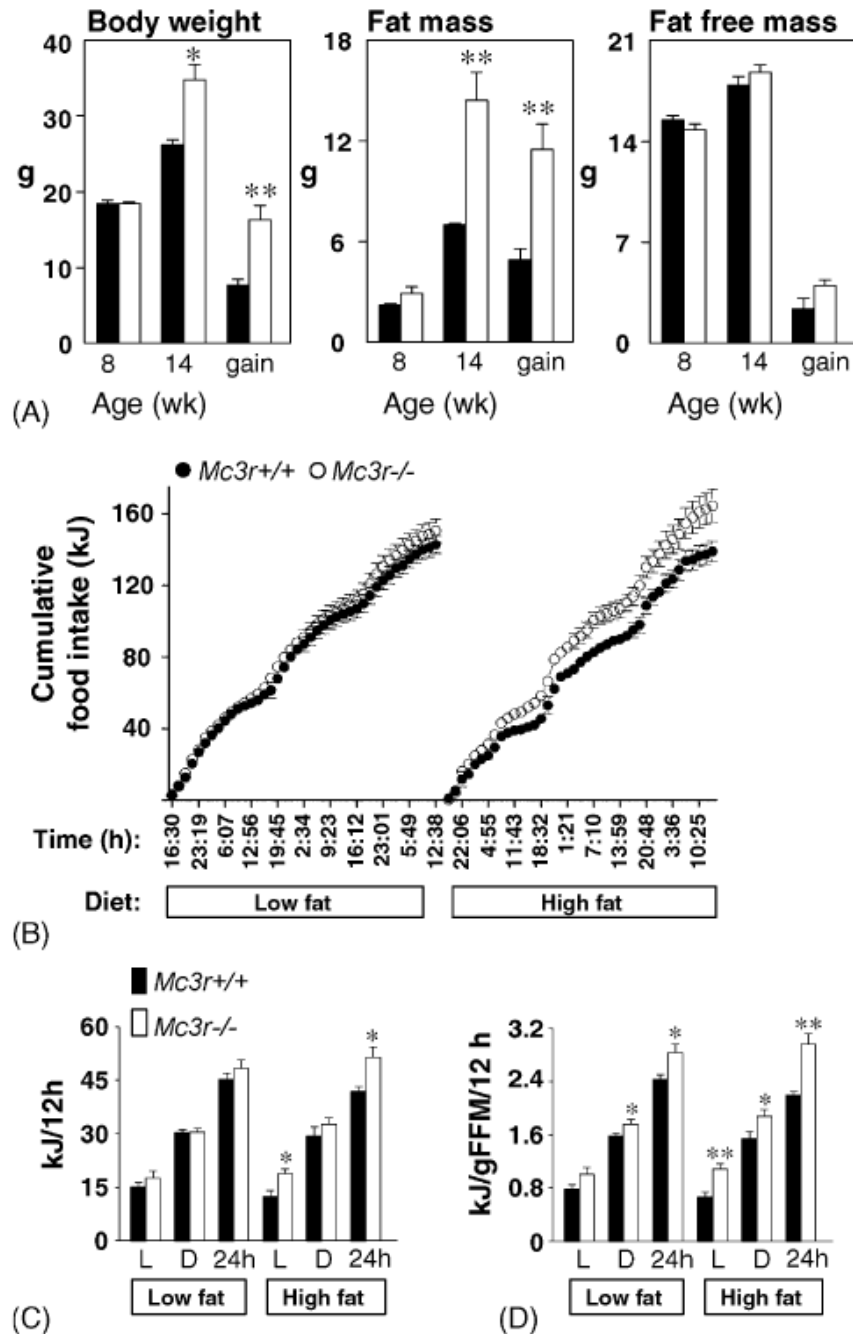 Body weight
Fat mass
Fat free mass
40
30
20
10
0
g
*
**
8
14
gain
Age (wk)
18
12
6
0
g
**
**
8
14
gain
Age (wk)
21
14
7
0
g
8
14
gain
Age (wk)
(A)
Mc3r+/+
Mc3r-/-
160
120
80
40
Cumulative
food intake (kJ)
Time (h):
16:30
23:19
6:07
12:56
19:45
2:34
9:23
16:12
23:01
5:49
12:38
22:06
4:55
11:43
18:32
1:21
7:10
13:59
20:48
3:36
10:25
Diet:
Low fat
High fat
(B)
Mc3r+/+
Mc3r-/-
60
45
30
15
0
kJ/12h
*
*
L
D
24h
L
D
24h
Low fat
High fat
(C)
3.2
2.4
1.6
0.8
0
kJ/gFFM/12 h
*
*
**
*
**
L
D
24h
L
D
24h
Low fat
High fat
(D)